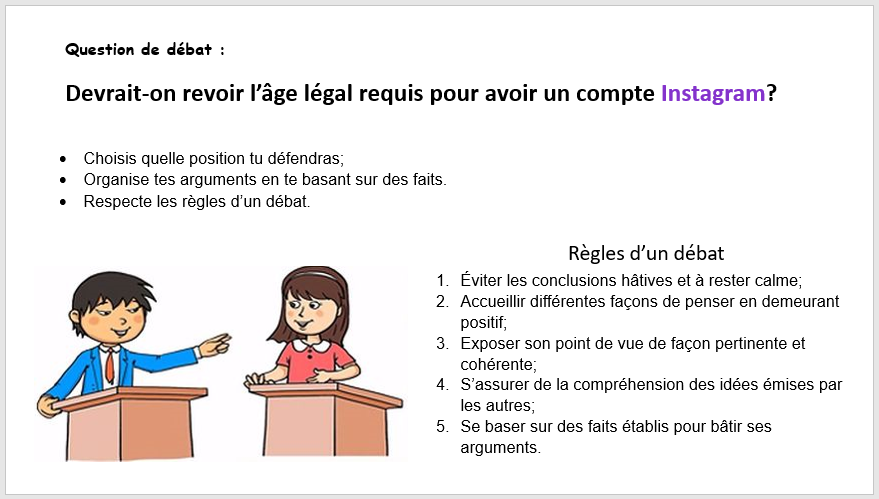 Question de débat :
Devrait-on revoir l’âge légal requis pour avoir un compte Instagram?
• Choisis quelle position tu défendras;
• Organise tes arguments en te basant sur des faits.
• Respecte les règles d’un débat.
Règles d’un débat
1. Éviter les conclusions hâtives et à rester calme;
2. Accueillir différentes façons de penser en demeurant
positif;
3. Exposer son point de vue de façon pertinente et
cohérente;
4. S’assurer de la compréhension des idées émises par
les autres;
5. Se baser sur des faits établis pour bâtir ses
arguments.